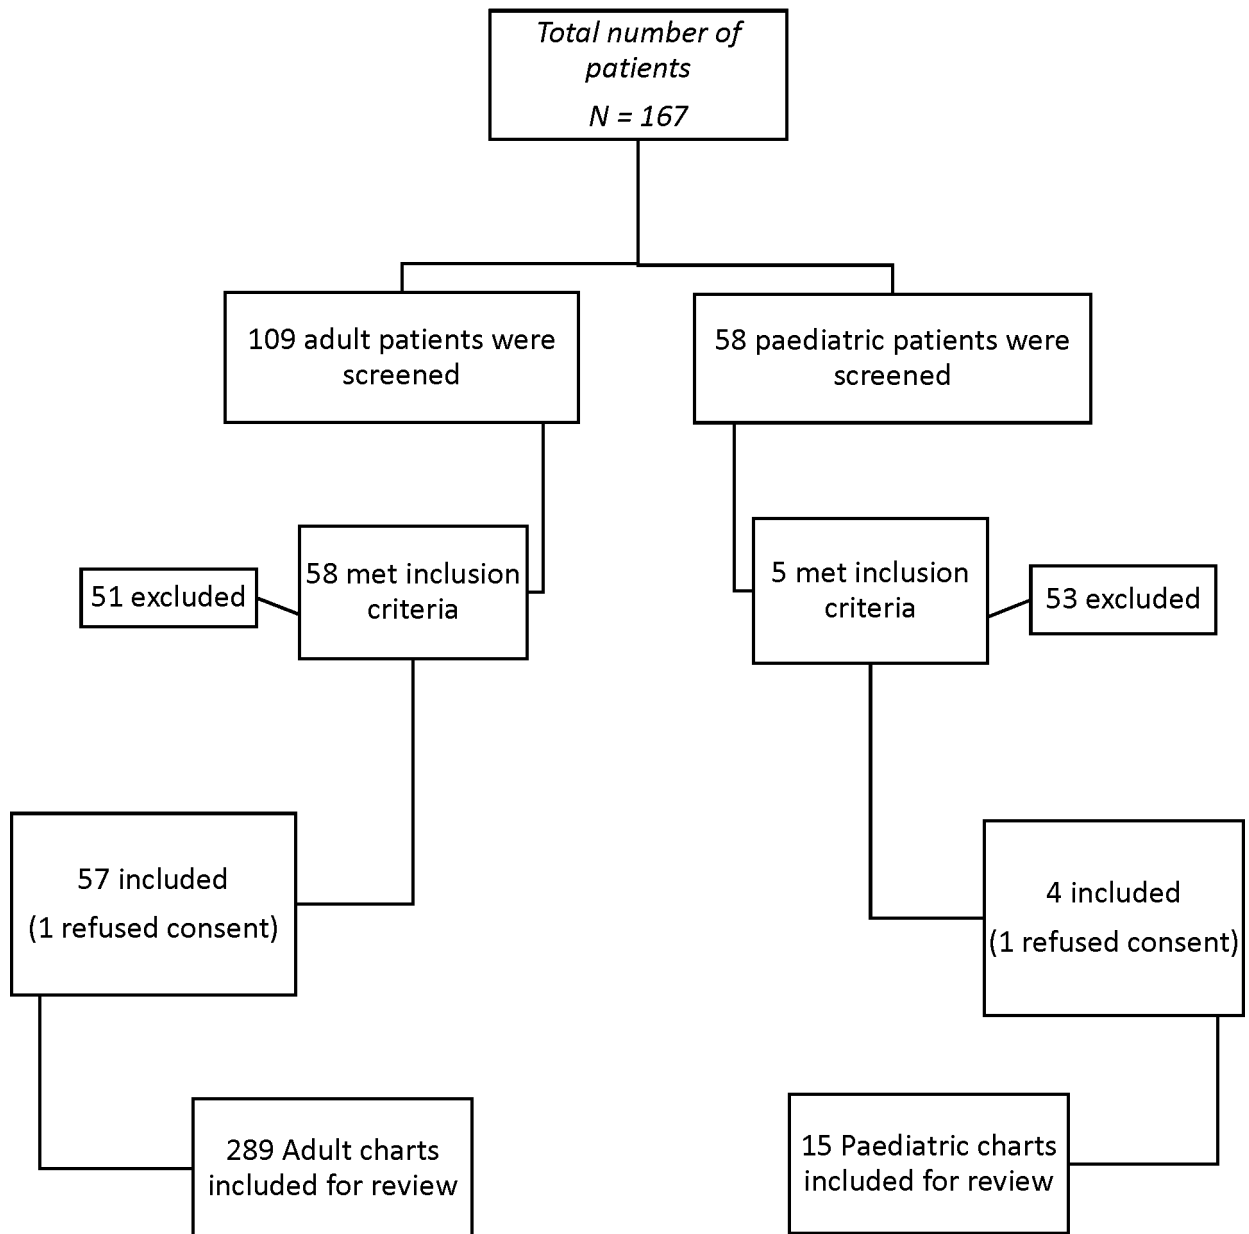 Total number of
patients
N = 167
109 adult patients were
screened
58 paediatric patients were
screened
51 excluded
58 met inclusion
criteria
5 met inclusion
criteria
53 excluded
57 included
(1 refused consent)
4 included
(1 refused consent)
289 Adult charts
included for review
15 Paediatric charts
included for review